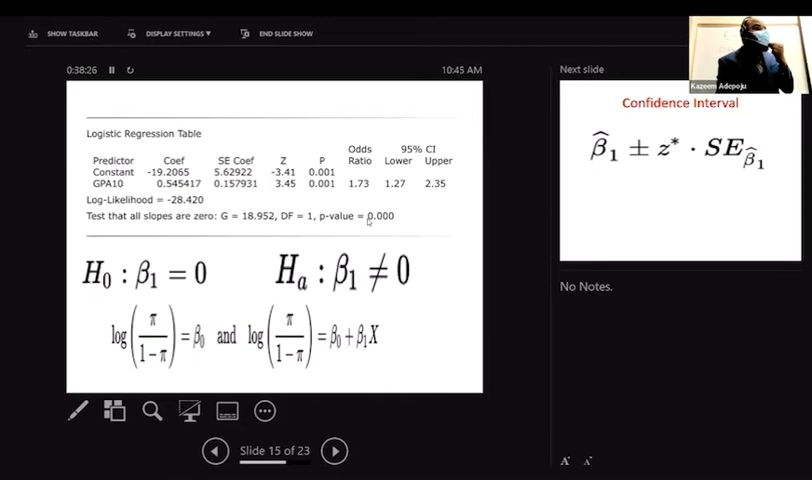 SHOW TASKBAR
DISPLAY SETTINGS ▼
END SLIDE SHOW
Kazeem Adepoju
0:38:26
10:45 AM
Logistic Regression Table
Odds 95% CI
Predictor Coef SE Coef Z P Ratio Lower Upper
Constant -19.2065 5.62922 -3.41 0.001
GPA10 0.545417 0.157931 3.45 0.001 1.73 1.27 2.35
Log-Likelihood = -28.420
Test that all slopes are zero: G = 18.952, DF = 1, p-value = 0.000
H₀ : β₁ = 0 Hₐ : β₁ ≠ 0
log(π/(1−π)) = β₀ and log(π/(1−π)) = β₀ + β₁X
Slide 15 of 23
Next slide
Confidence Interval
β̂₁ ± z* · SE_β̂₁
No Notes.
A A